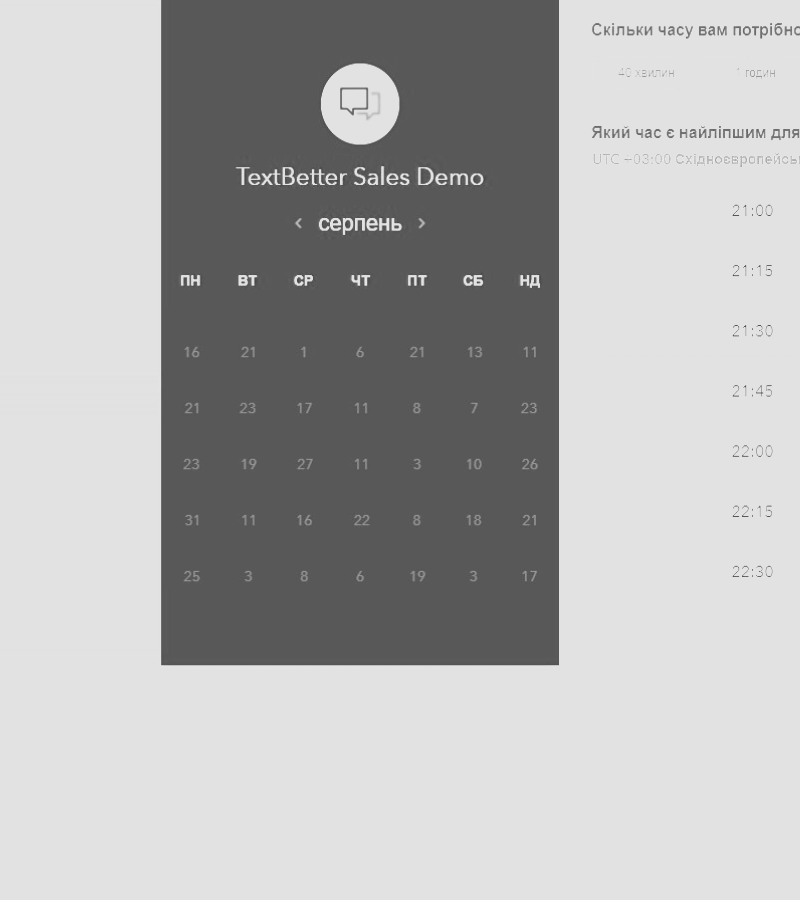 TextBetter Sales Demo
‹ серпень ›
ПН ВТ СР ЧТ ПТ СБ НД
16 21 1 6 21 13 11
21 23 17 11 8 7 23
23 19 27 11 3 10 26
31 11 16 22 8 18 21
25 3 8 6 19 3 17
Скільки часу вам
40 хвилин 1 годин
Який час є найліпшим для
UTC +03:00
21:00
21:15
21:30
21:45
22:00
22:15
22:30